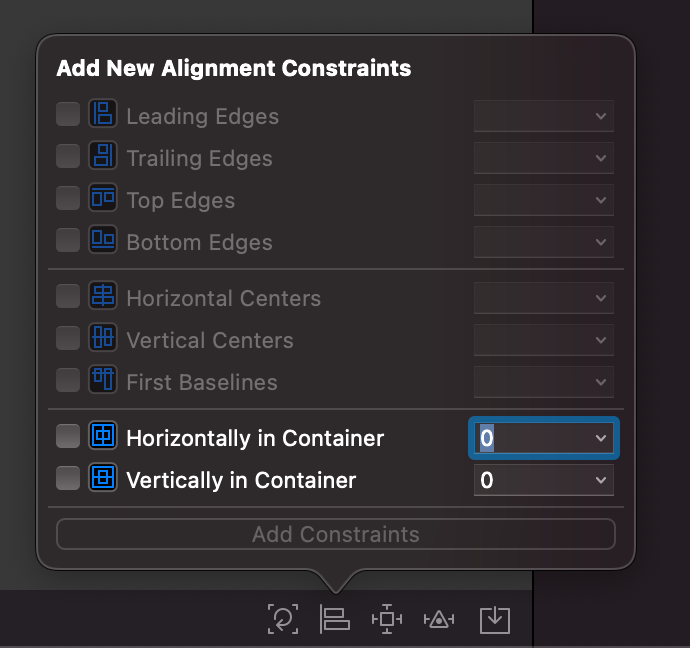 Add New Alignment Constraints
Leading Edges
Trailing Edges
Top Edges
Bottom Edges
Horizontal Centers
Vertical Centers
First Baselines
Horizontally in Container 0
Vertically in Container 0
Add Constraints